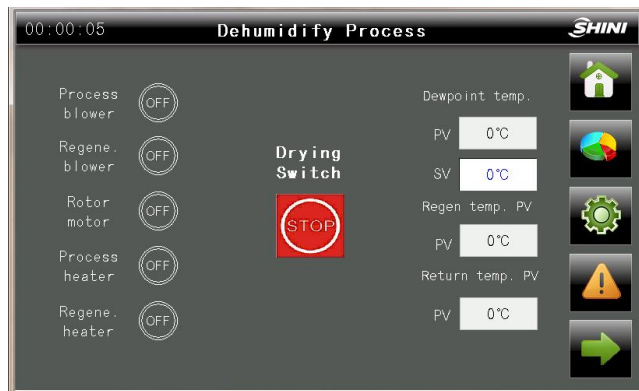 00:00:05
Dehumidify Process
SHINI
Process
blower
OFF
Regene.
blower
OFF
Rotor
motor
OFF
Process
heater
OFF
Regene.
heater
OFF
Drying
Switch
STOP
Dewpoint temp.
PV 0℃
SV 0℃
Regen temp. PV
PV 0℃
Return temp. PV
PV 0℃